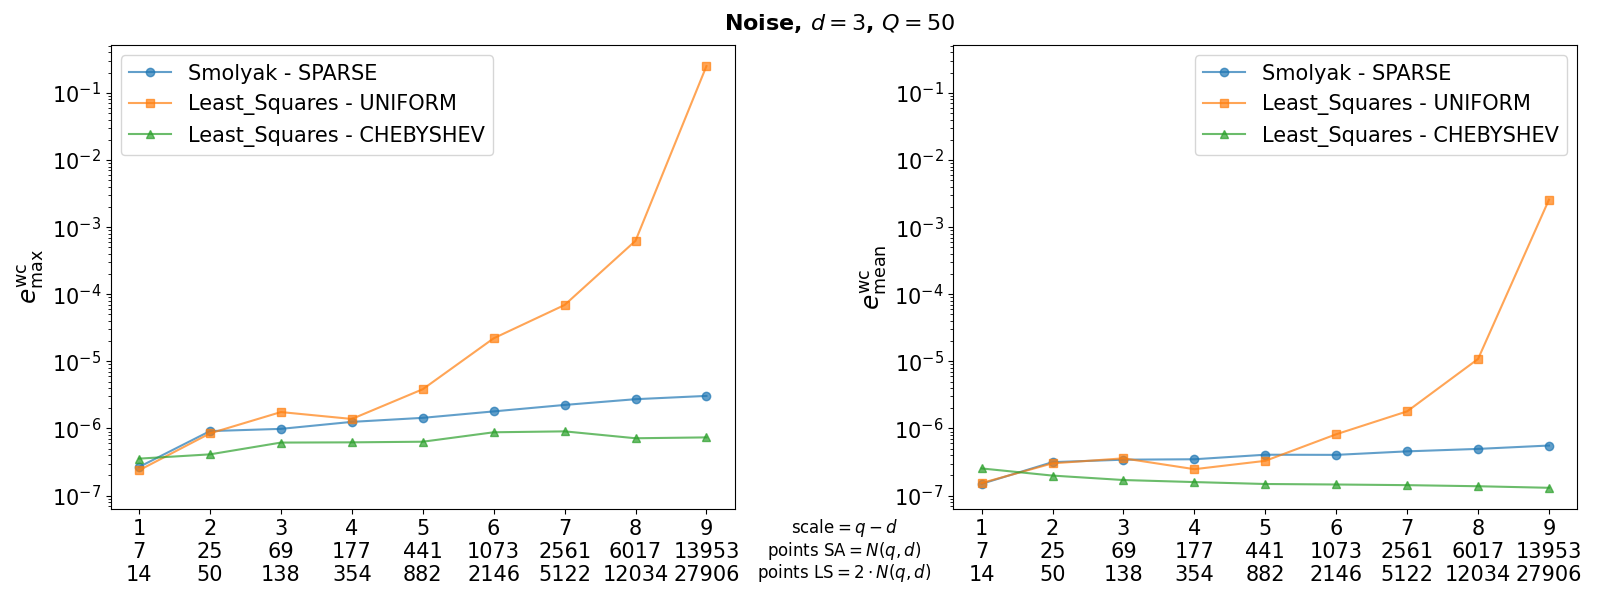 Noise, d = 3, Q = 50
Smolyak - SPARSE
Least_Squares - UNIFORM
Least_Squares - CHEBYSHEV
10⁻¹
10⁻²
10⁻³
10⁻⁴
10⁻⁵
10⁻⁶
10⁻⁷
e^wc_max
1 2 3 4 5 6 7 8 9
7 25 69 177 441 1073 2561 6017 13953
14 50 138 354 882 2146 5122 12034 27906
scale = q − d
points SA = N(q, d)
points LS = 2 · N(q, d)
Smolyak - SPARSE
Least_Squares - UNIFORM
Least_Squares - CHEBYSHEV
10⁻¹
10⁻²
10⁻³
10⁻⁴
10⁻⁵
10⁻⁶
10⁻⁷
e^wc_mean
1 2 3 4 5 6 7 8 9
7 25 69 177 441 1073 2561 6017 13953
14 50 138 354 882 2146 5122 12034 27906